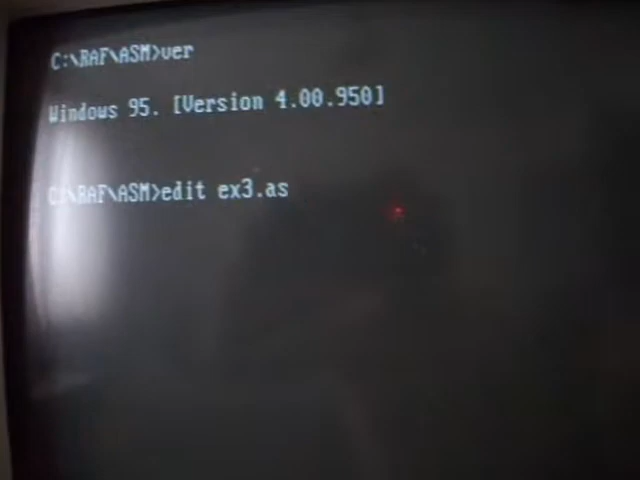 C:\RAF\ASM>ver
Windows 95. [Version 4.00.950]
C:\RAF\ASM>edit ex3.as